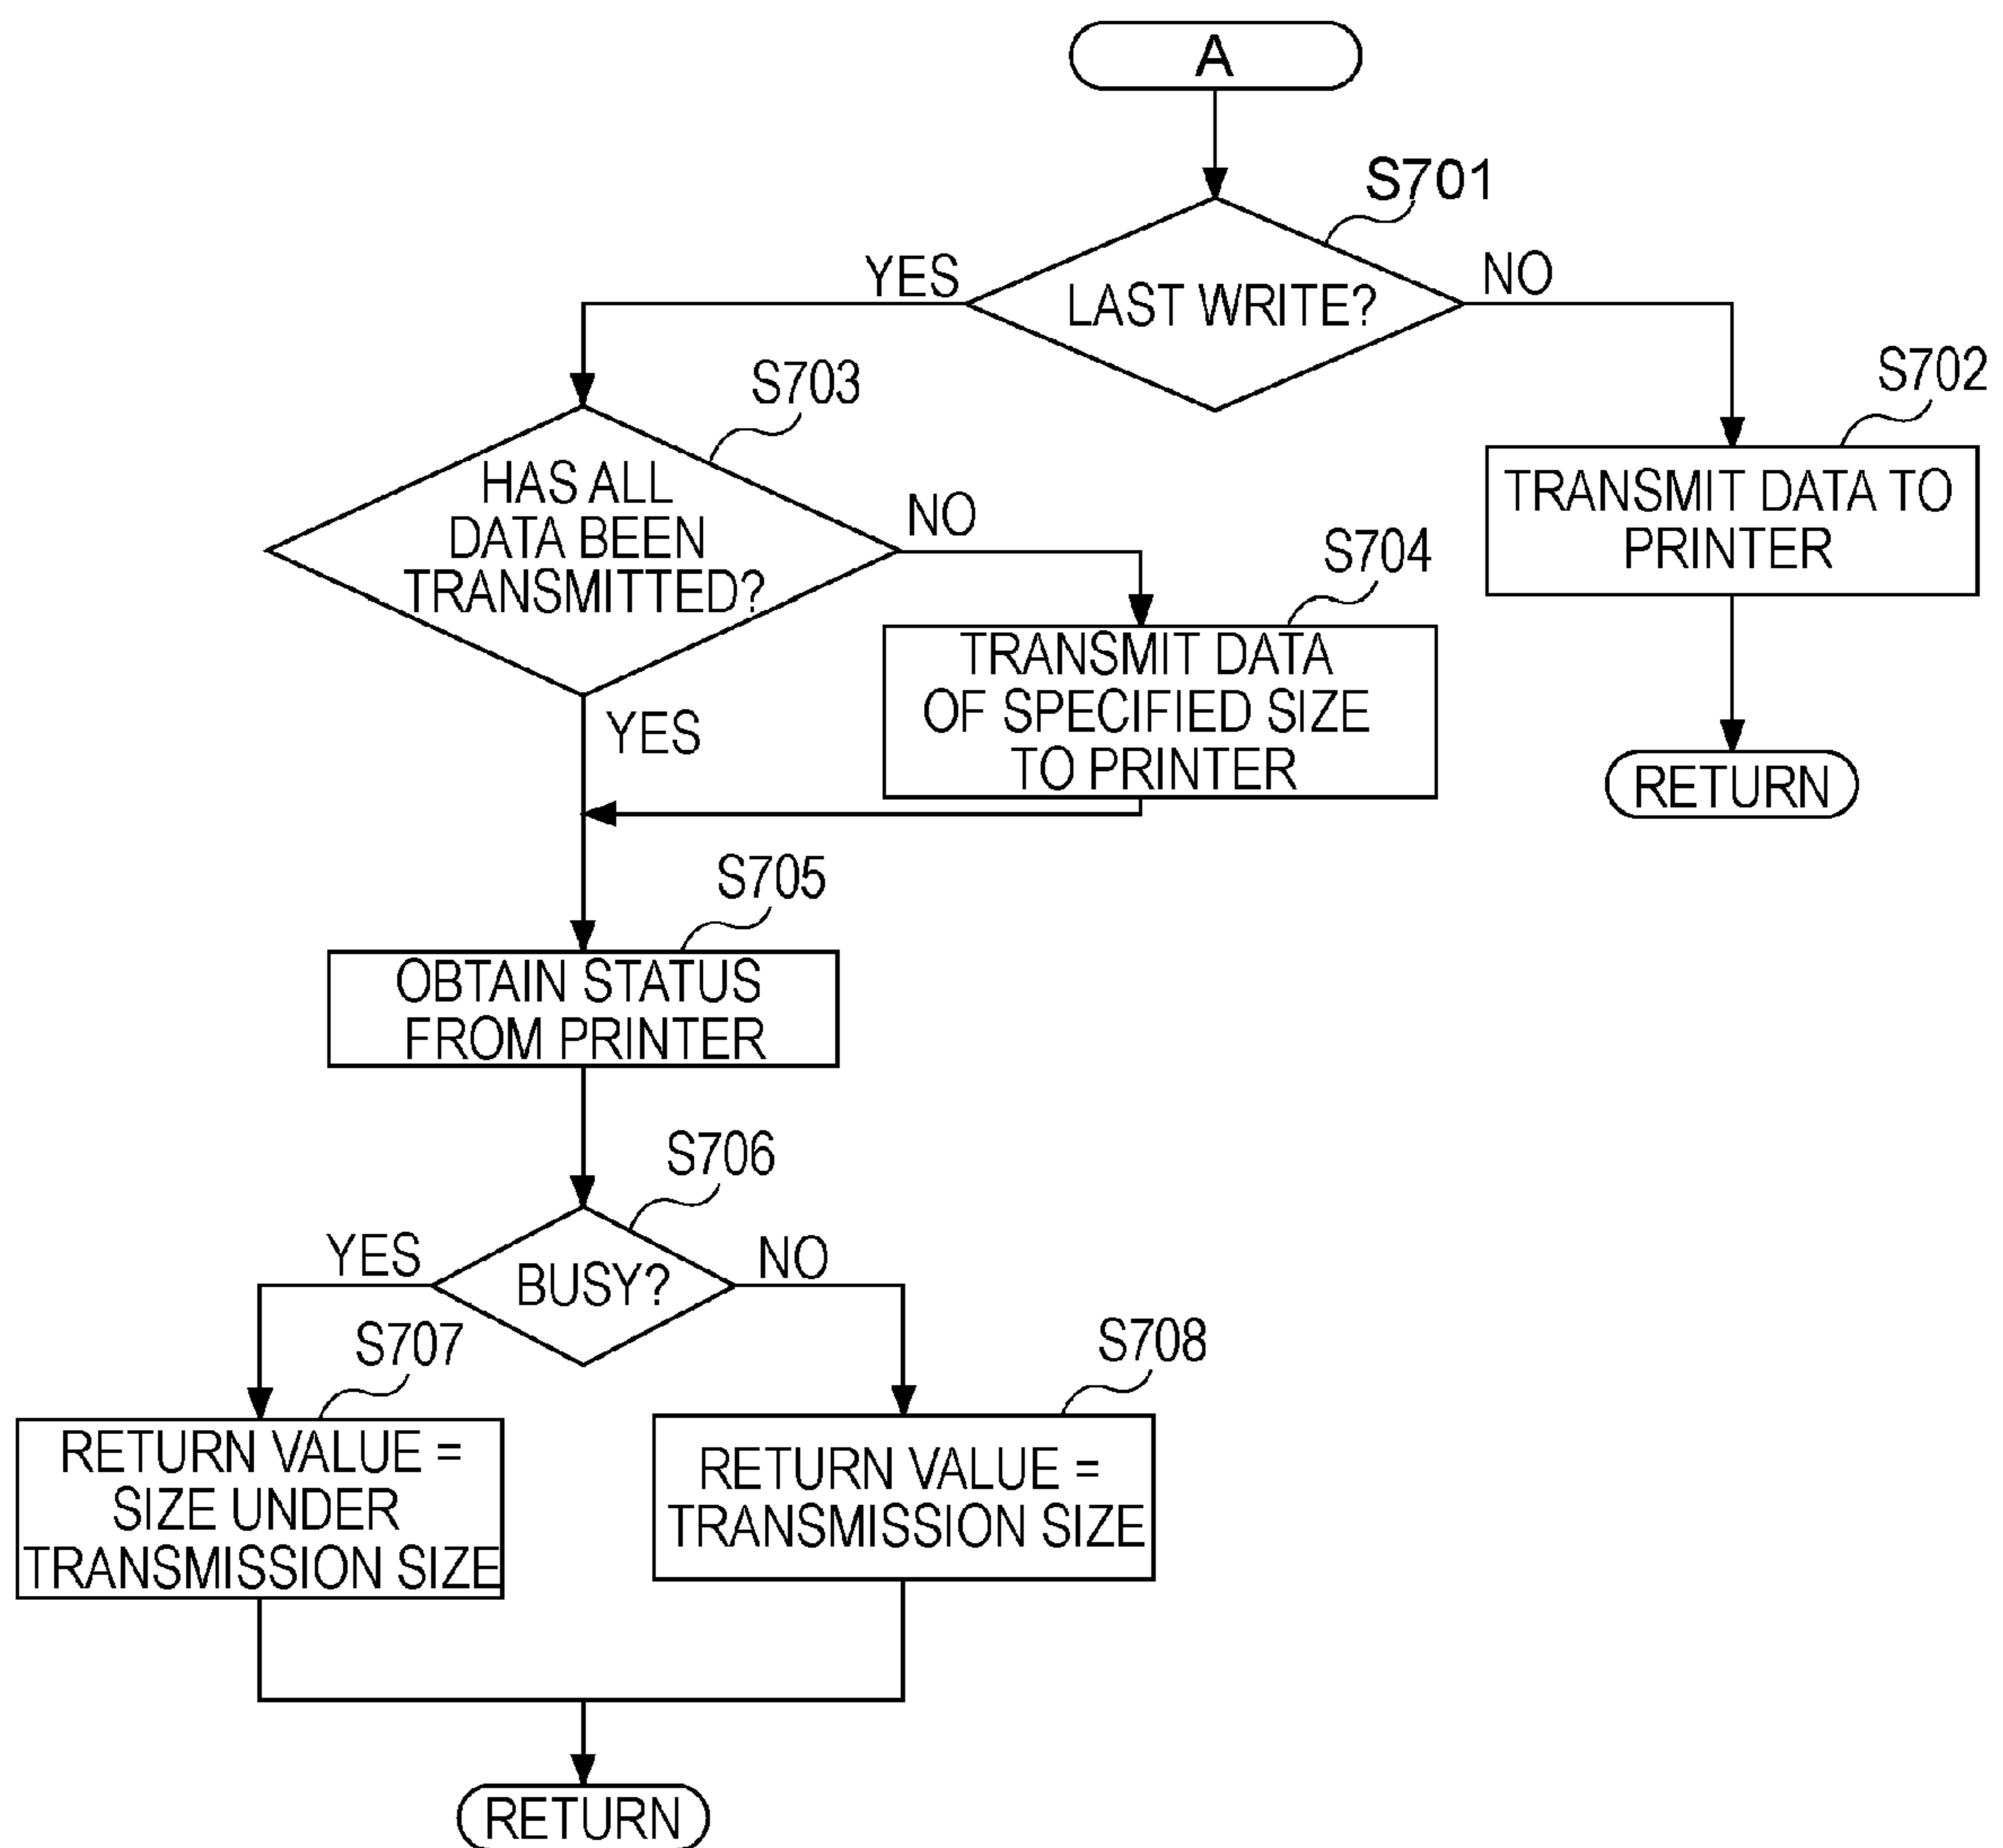 A
S701
YES
LAST WRITE?
NO
S702
TRANSMIT DATA TO
PRINTER
RETURN
S703
HAS ALL
DATA BEEN
TRANSMITTED?
NO
YES
S704
TRANSMIT DATA
OF SPECIFIED SIZE
TO PRINTER
S705
OBTAIN STATUS
FROM PRINTER
S706
YES
BUSY?
NO
S707
RETURN VALUE =
SIZE UNDER
TRANSMISSION SIZE
S708
RETURN VALUE =
TRANSMISSION SIZE
RETURN